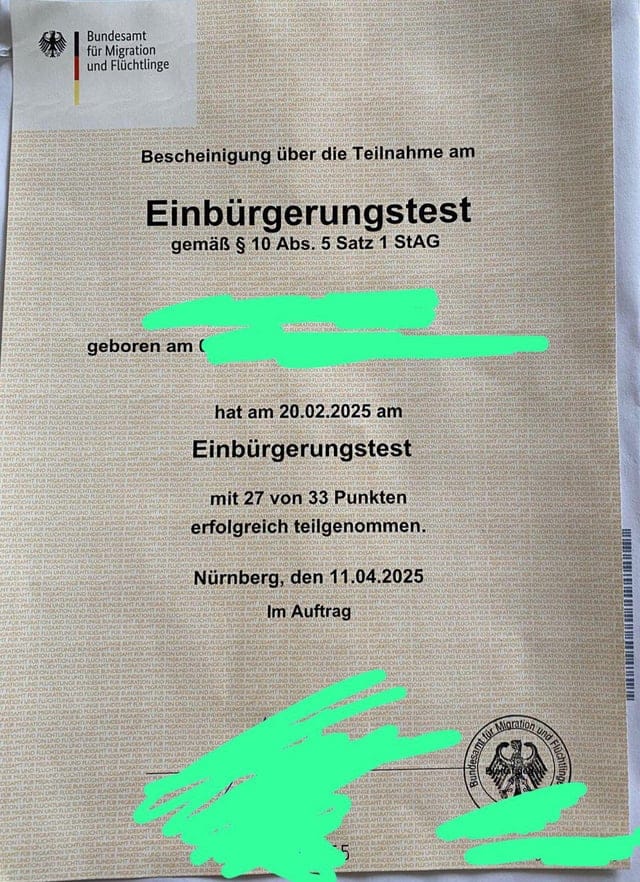 Bundesamt
für Migration
und Flüchtlinge
Bescheinigung über die Teilnahme am
Einbürgerungstest
gemäß § 10 Abs. 5 Satz 1 StAG
geboren am
hat am 20.02.2025 am
Einbürgerungstest
mit 27 von 33 Punkten
erfolgreich teilgenommen.
Nürnberg, den 11.04.2025
Im Auftrag
Bundesamt für Migration und Flüchtlinge